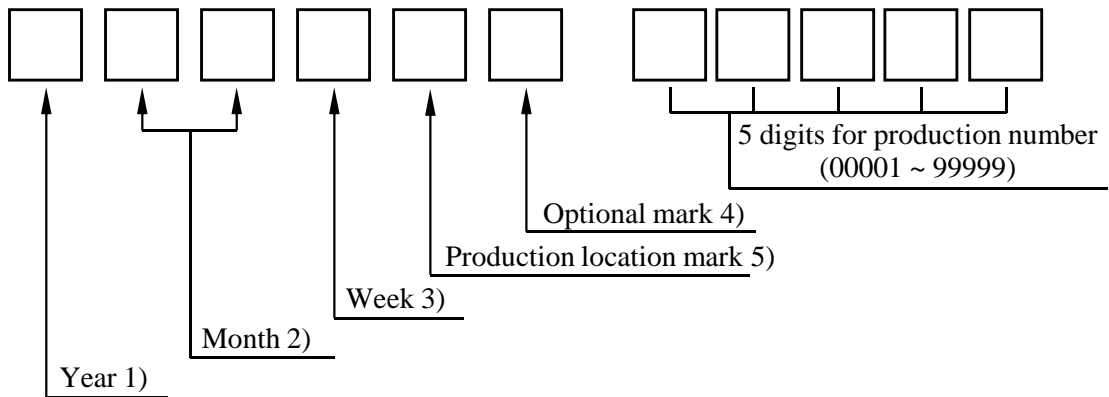 5 digits for production number
(00001 ~ 99999)
Optional mark 4)
Production location mark 5)
Week 3)
Month 2)
Year 1)